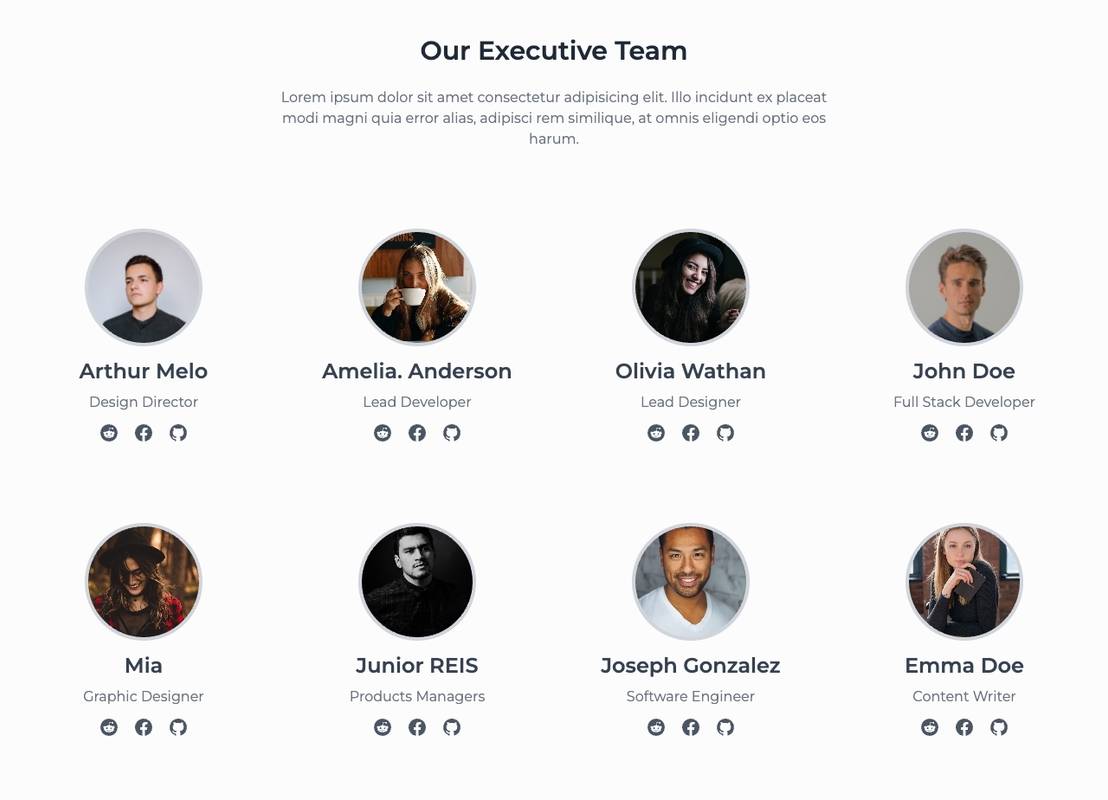 Our Executive Team
Lorem ipsum dolor sit amet consectetur adipisicing elit. Illo incidunt ex placeat
modi magni quia error alias, adipisci rem similique, at omnis eligendi optio eos
harum.
Arthur Melo
Design Director
Amelia. Anderson
Lead Developer
Olivia Wathan
Lead Designer
John Doe
Full Stack Developer
Mia
Graphic Designer
Junior REIS
Products Managers
Joseph Gonzalez
Software Engineer
Emma Doe
Content Writer